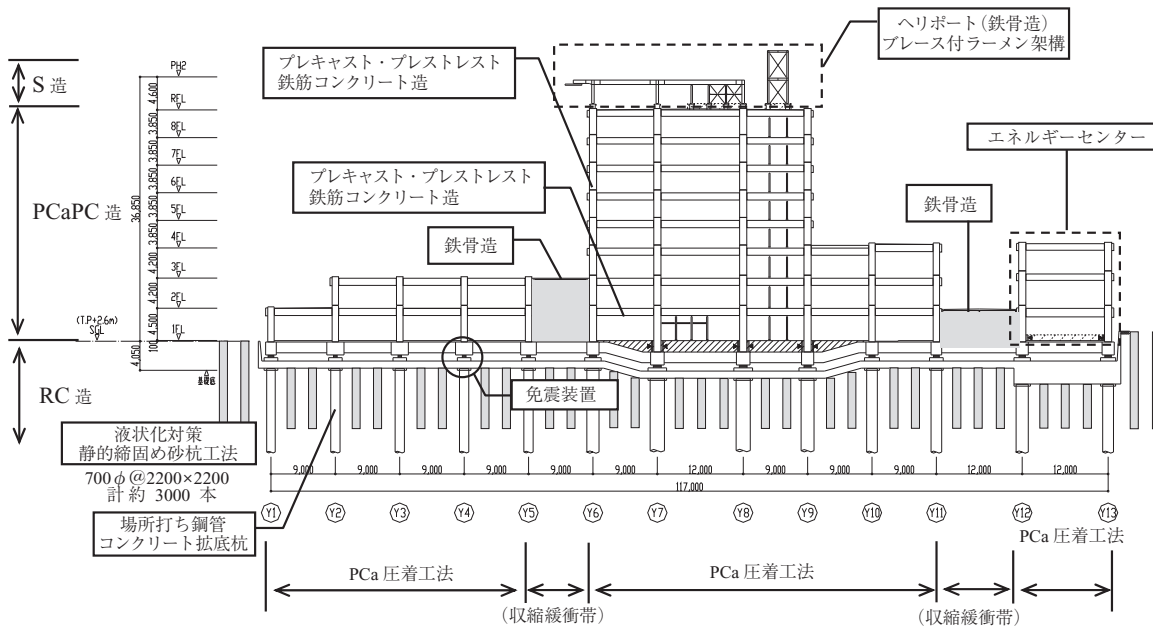 ヘリポート（鉄骨造）
ブレース付ラーメン架構
プレキャスト・プレストレスト
鉄筋コンクリート造
エネルギーセンター
プレキャスト・プレストレスト
鉄筋コンクリート造
鉄骨造
鉄骨造
S 造
PCaPC 造
RC 造
PH2
4,600
RFL
3,850
8FL
3,850
7FL
3,850
6FL
3,850
5FL
3,850
4FL
4,200
3FL
4,200
2FL
4,500
1FL
100
36,850
4,050
(T.P+2.6m)
SGL
基礎底
免震装置
液状化対策
静的締固め砂杭工法
700φ@2200×2200
計 約 3000 本
場所打ち鋼管
コンクリート拡底杭
9,000 9,000 9,000 9,000 9,000 9,000 12,000 9,000 9,000 9,000 12,000 12,000
117,000
Y1 Y2 Y3 Y4 Y5 Y6 Y7 Y8 Y9 Y10 Y11 Y12 Y13
PCa 圧着工法
PCa 圧着工法
PCa 圧着工法
（収縮緩衝帯）
（収縮緩衝帯）